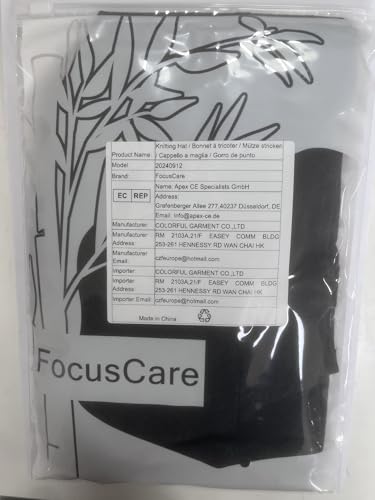 Product Name: Knitting Hat / Bonnet à tricoter / Mütze stricken
/ Cappello a maglia / Gorro de punto
Model: 20240912
Brand: FocusCare
EC REP
Name: Apex CE Specialists GmbH
Address:
Grafenberger Allee 277,40237 Düsseldorf, DE
Email: info@apex-ce.de
Manufacturer: COLORFUL GARMENT CO.,LTD
Manufacturer Address: RM 2103A,21/F EASEY COMM BLDG
253-261 HENNESSY RD WAN CHAI HK
Manufacturer Email: czfeurope@hotmail.com
Importer: COLORFUL GARMENT CO.,LTD
Importer Address: RM 2103A,21/F EASEY COMM BLDG
253-261 HENNESSY RD WAN CHAI HK
Importer Email: czfeurope@hotmail.com
Made in China
FocusCare